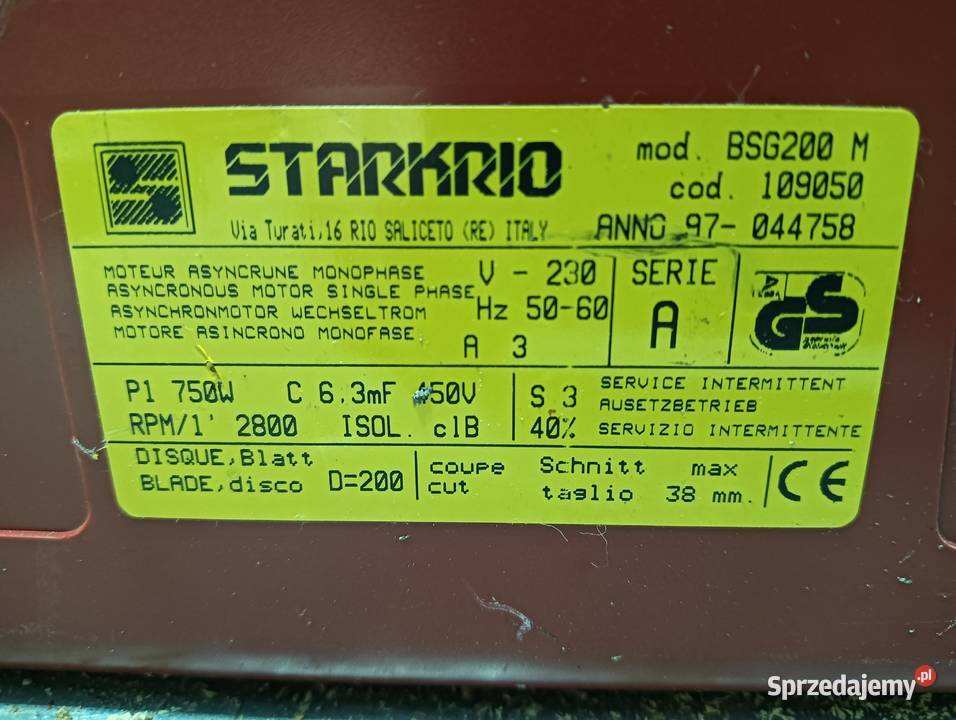 STARKRIO
mod. BSG200 M
cod. 109050
Via Turati,16 RIO SALICETO (RE) ITALY
ANNO 97- 044758
MOTEUR ASYNCRUNE MONOPHASE
ASYNCRONOUS MOTOR SINGLE PHASE
ASYNCHRONMOTOR WECHSELTROM
MOTORE ASINCRONO MONOFASE
V - 230
Hz 50-60
A 3
SERIE
A
GS
P1 750W C 6.3mF 450V
RPM/1' 2800 ISOL. clB
S 3
40%
SERVICE INTERMITTENT
AUSETZBETRIEB
SERVIZIO INTERMITTENTE
DISQUE,Blatt
BLADE,disco D=200
coupe Schnitt max
cut taglio 38 mm.
CE
Sprzedajemy.pl